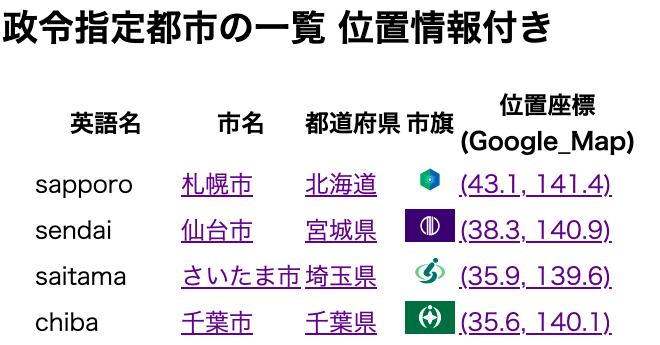 政令指定都市の一覧 位置情報付き
英語名 市名 都道府県 市旗 位置座標
(Google_Map)
sapporo 札幌市 北海道 (43.1, 141.4)
sendai 仙台市 宮城県 (38.3, 140.9)
saitama さいたま市 埼玉県 (35.9, 139.6)
chiba 千葉市 千葉県 (35.6, 140.1)